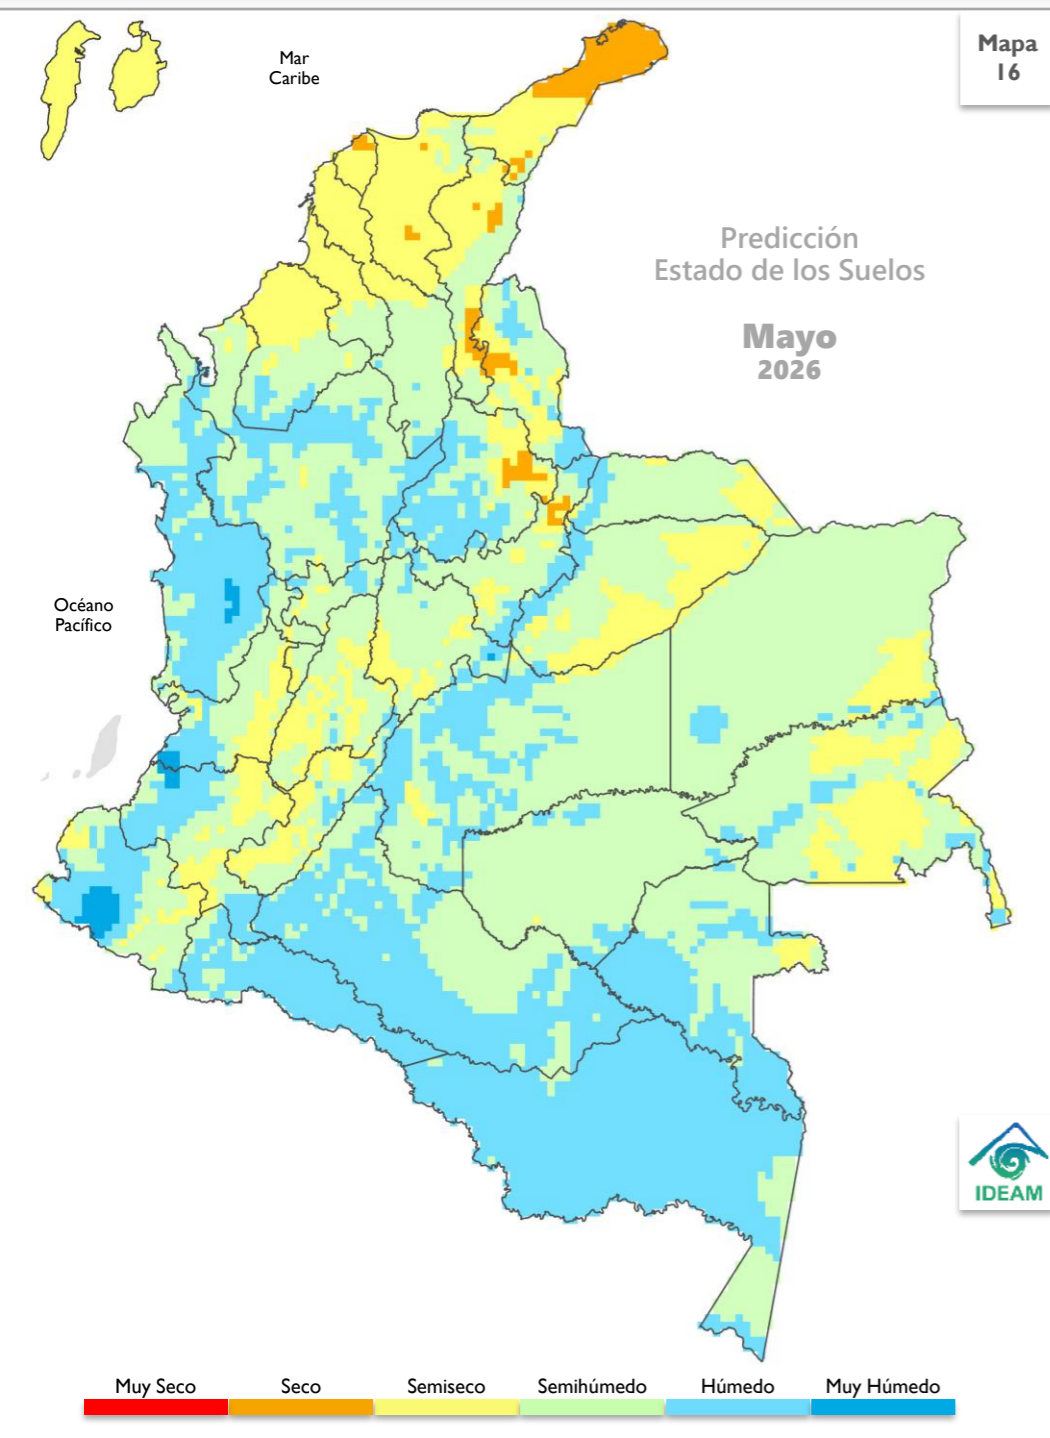 Mar
Caribe
Mapa
16
Predicción
Estado de los Suelos
Mayo
2026
Océano
Pacífico
IDEAM
Muy Seco
Seco
Semiseco
Semihúmedo
Húmedo
Muy Húmedo